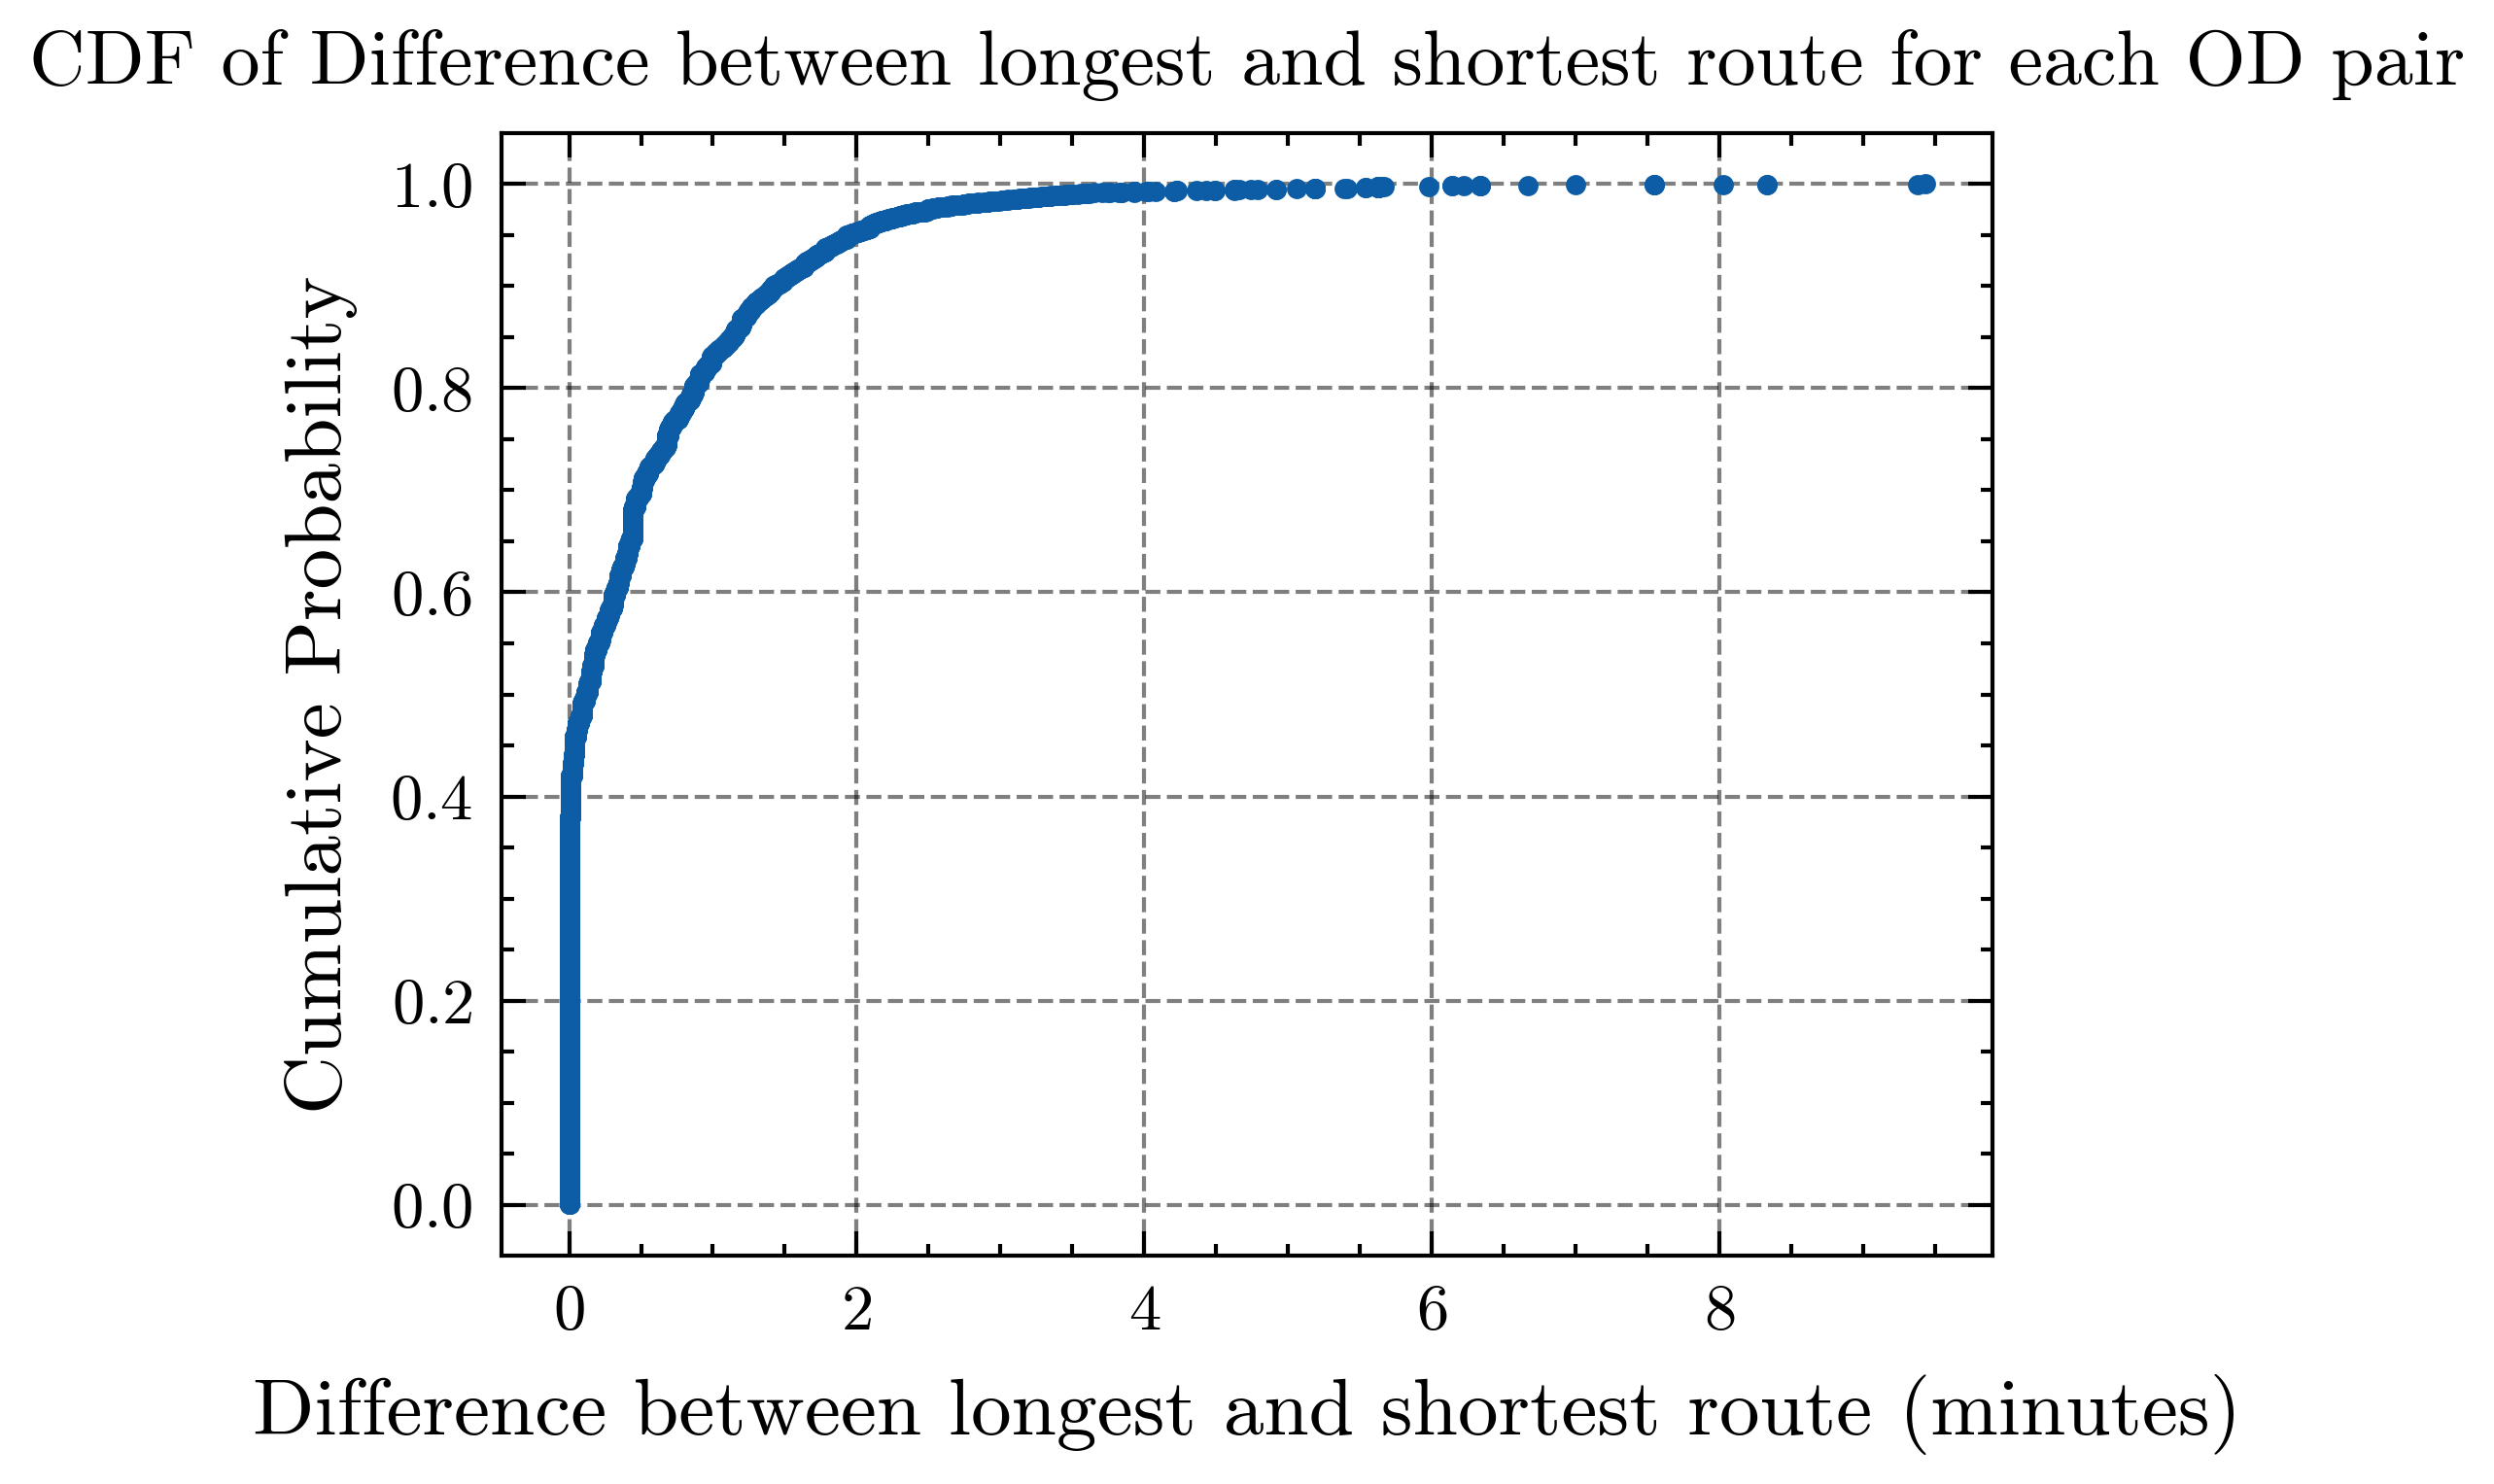 CDF of Difference between longest and shortest route for each OD pair
1.0
0.8
0.6
0.4
0.2
0.0
Cumulative Probability
0 2 4 6 8
Difference between longest and shortest route (minutes)